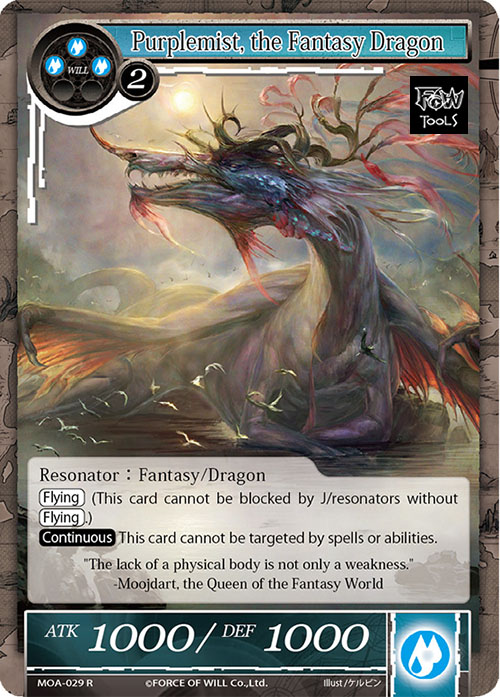 Purplemist, the Fantasy Dragon
WILL
2
FoW
TOOLS
Resonator : Fantasy/Dragon
Flying (This card cannot be blocked by J/resonators without
Flying.)
Continuous This card cannot be targeted by spells or abilities.
"The lack of a physical body is not only a weakness."
-Moojdart, the Queen of the Fantasy World
ATK 1000/ DEF 1000
MOA-029 R ©FORCE OF WILL Co.,Ltd. Illust/ケルビン